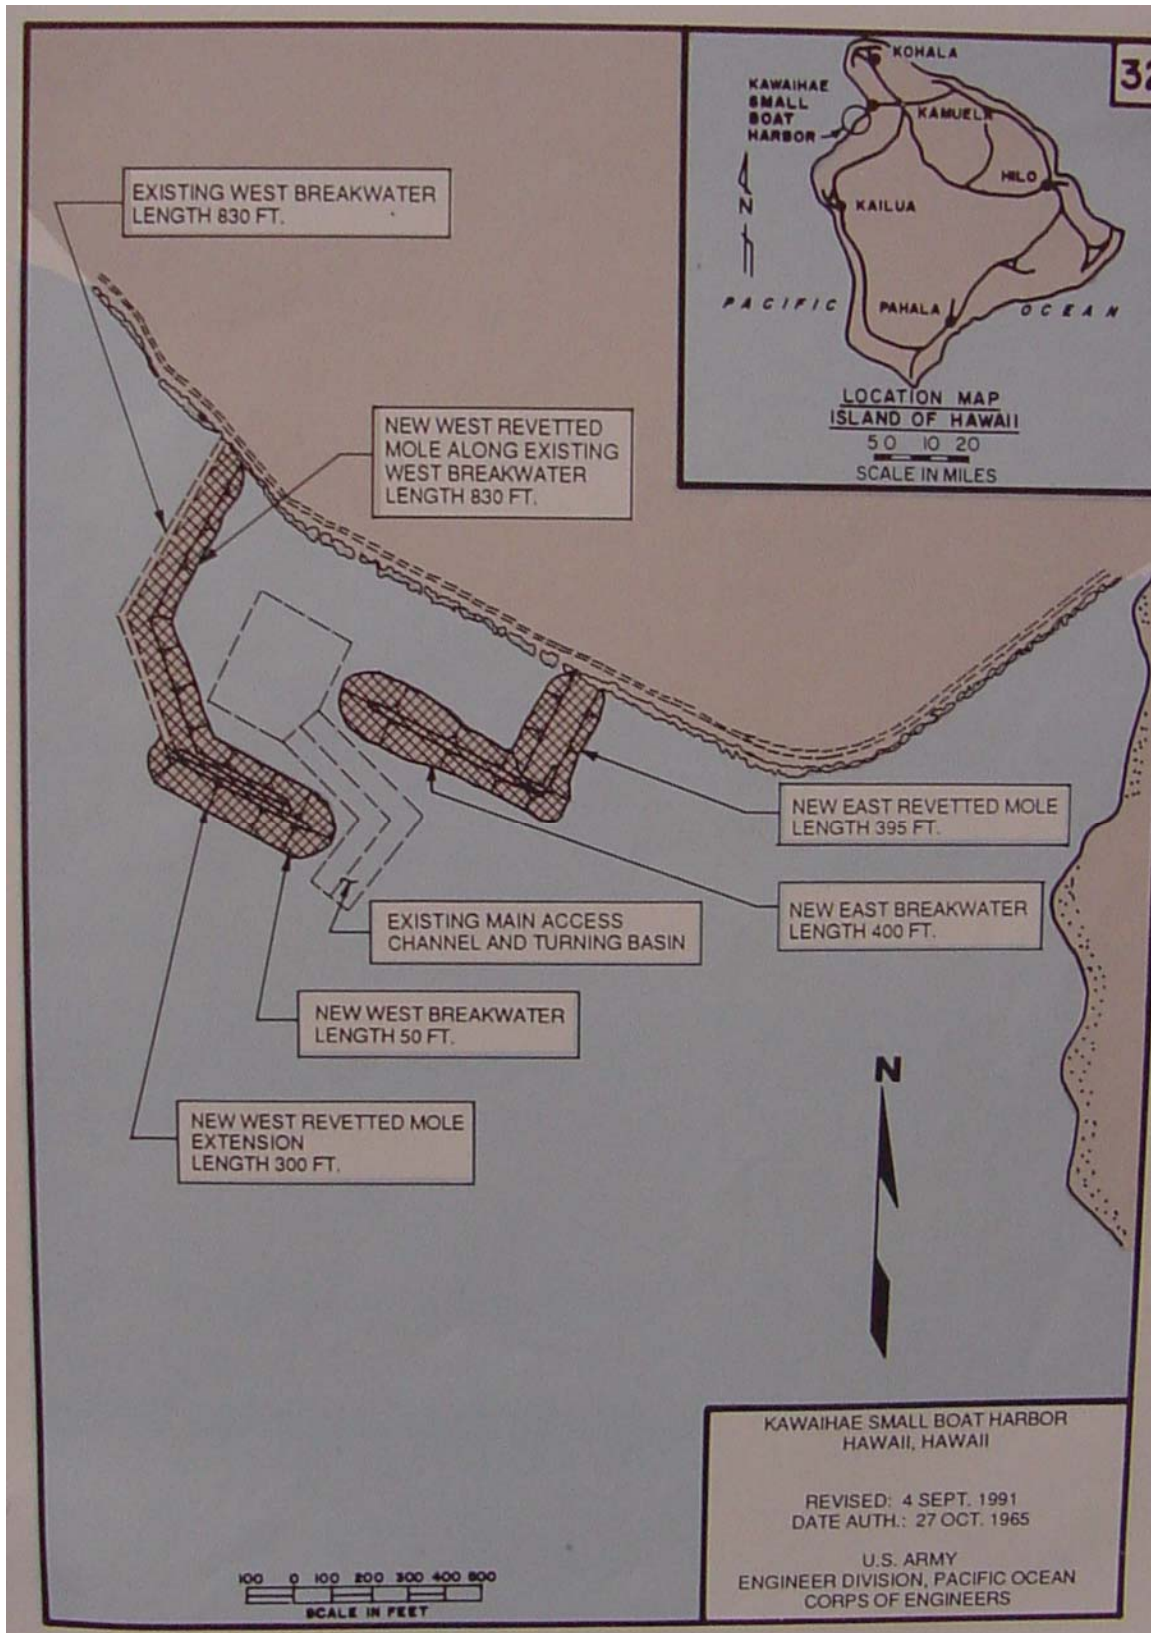 32
KOHALA
KAWAIHAE
SMALL
BOAT
HARBOR
KAMUELA
HILO
N
KAILUA
PACIFIC
OCEAN
PAHALA
LOCATION MAP
ISLAND OF HAWAII
5 0 10 20
SCALE IN MILES
EXISTING WEST BREAKWATER
LENGTH 830 FT.
NEW WEST REVETTED
MOLE ALONG EXISTING
WEST BREAKWATER
LENGTH 830 FT.
NEW EAST REVETTED MOLE
LENGTH 395 FT.
NEW EAST BREAKWATER
LENGTH 400 FT.
EXISTING MAIN ACCESS
CHANNEL AND TURNING BASIN
NEW WEST BREAKWATER
LENGTH 50 FT.
NEW WEST REVETTED MOLE
EXTENSION
LENGTH 300 FT.
N
KAWAIHAE SMALL BOAT HARBOR
HAWAII, HAWAII
REVISED: 4 SEPT. 1991
DATE AUTH.: 27 OCT. 1965
U.S. ARMY
ENGINEER DIVISION, PACIFIC OCEAN
CORPS OF ENGINEERS
100 0 100 200 300 400 500
SCALE IN FEET